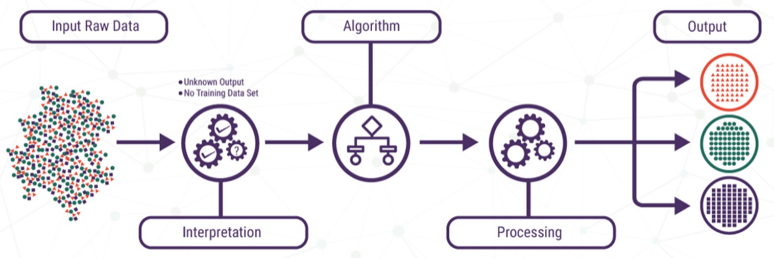 Input Raw Data
Algorithm
Output
• Unknown Output
• No Training Data Set
?
Interpretation
Processing